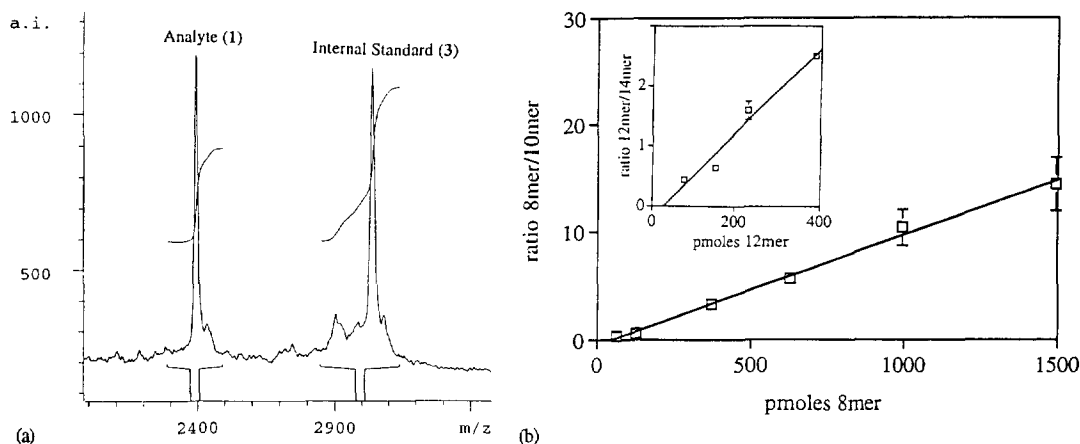 a.i.
Analyte (1)
Internal Standard (3)
1000
500
2400
2900
m/z
(a)
30
20
10
0
ratio 8mer/10mer
0
500
1000
1500
pmoles 8mer
2
1
0
ratio 12mer/14mer
0
200
400
pmoles 12mer
(b)